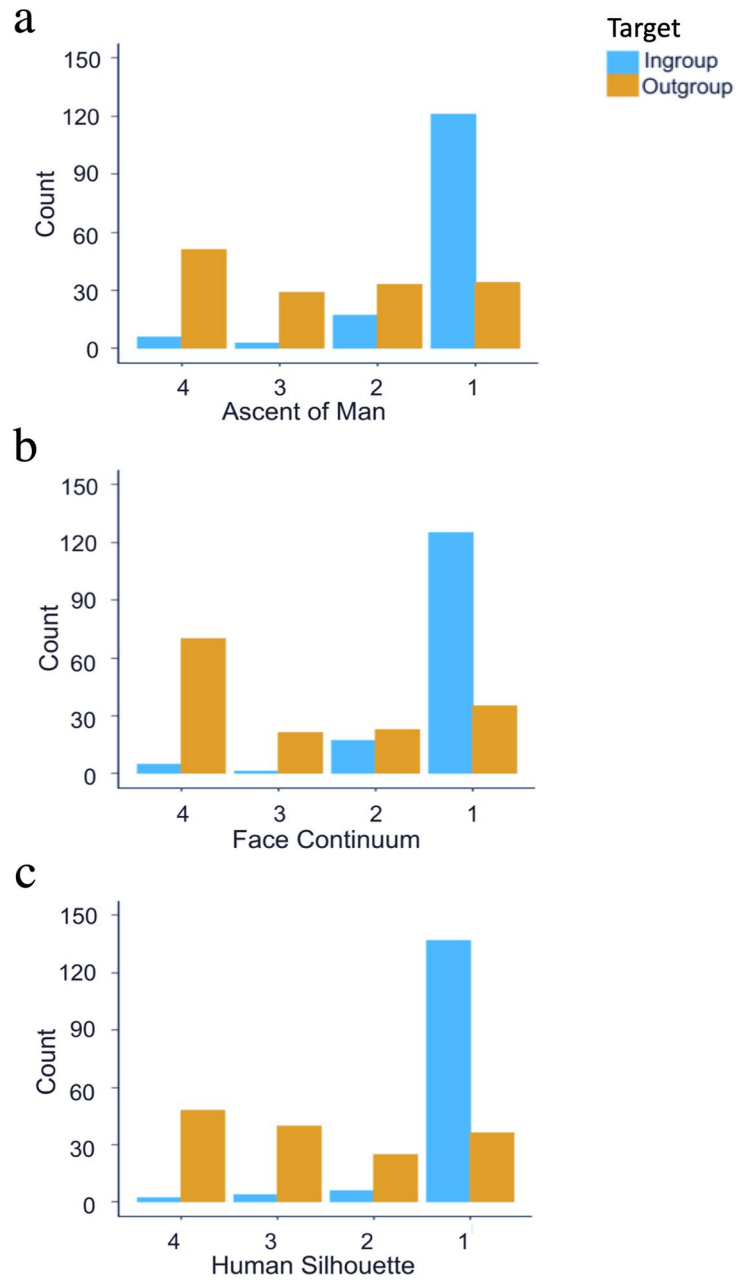 a
Target
Ingroup
Outgroup
150
120
90
60
30
0
Count
4 3 2 1
Ascent of Man
b
150
120
90
60
30
0
Count
4 3 2 1
Face Continuum
c
150
120
90
60
30
0
Count
4 3 2 1
Human Silhouette